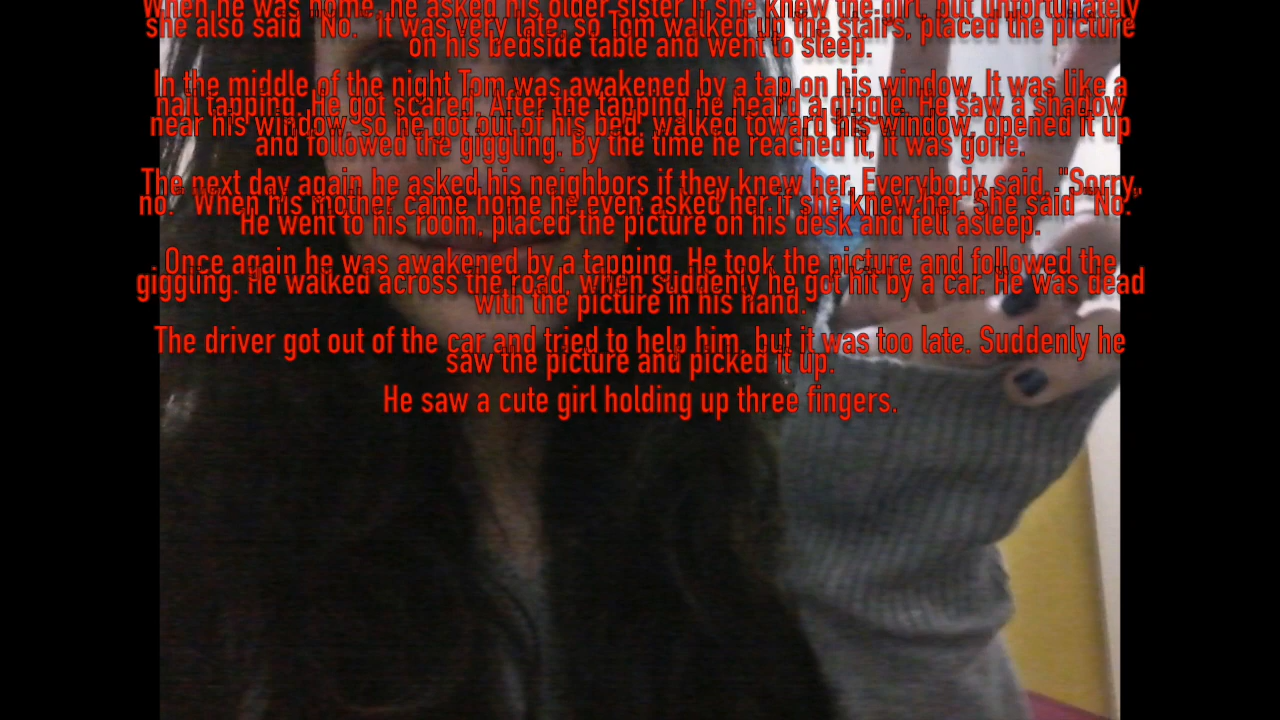 When he was home, he asked his older sister if she knew the girl, but unfortunately
she also said "No." it was very late, so Tom walked up the stairs, placed the picture
on his bedside table and went to sleep.
In the middle of the night Tom was awakened by a tap on his window. It was like a
nail tapping. He got scared. After the tapping he heard a giggle. He saw a shadow
near his window, so he got out of his bed, walked toward his window, opened it up
and followed the giggling. By the time he reached it, it was gone.
The next day again he asked his neighbors if they knew her. Everybody said, "Sorry,
no." When his mother came home he even asked her if she knew her. She said "No."
He went to his room, placed the picture on his desk and fell asleep.
. Once again he was awakened by a tapping. He took the picture and followed the
giggling. He walked across the road, when suddenly he got hit by a car. He was dead
with the picture in his hand.
The driver got out of the car and tried to help him, but it was too late. Suddenly he
saw the picture and picked it up.
He saw a cute girl holding up three fingers.